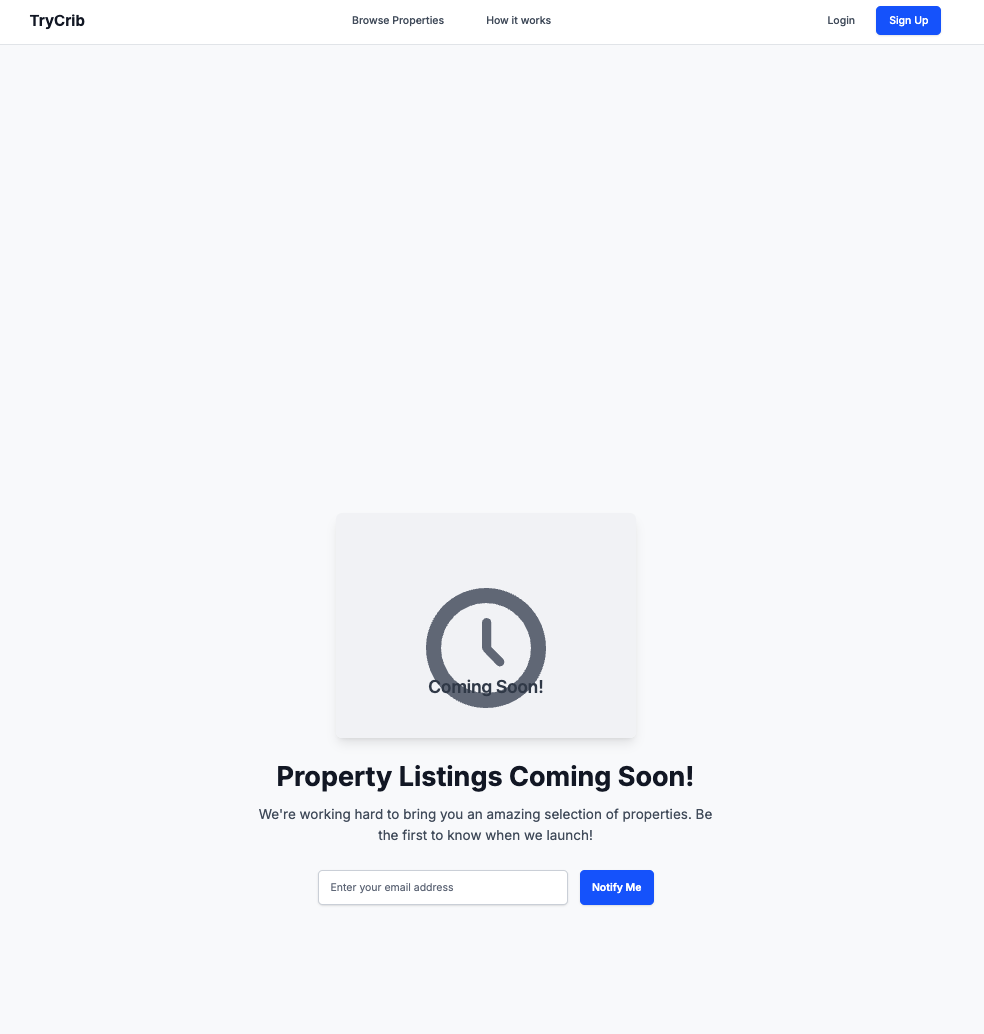 TryCrib
Browse Properties
How it works
Login
Sign Up
Coming Soon!
Property Listings Coming Soon!
We're working hard to bring you an amazing selection of properties. Be
the first to know when we launch!
Enter your email address
Notify Me